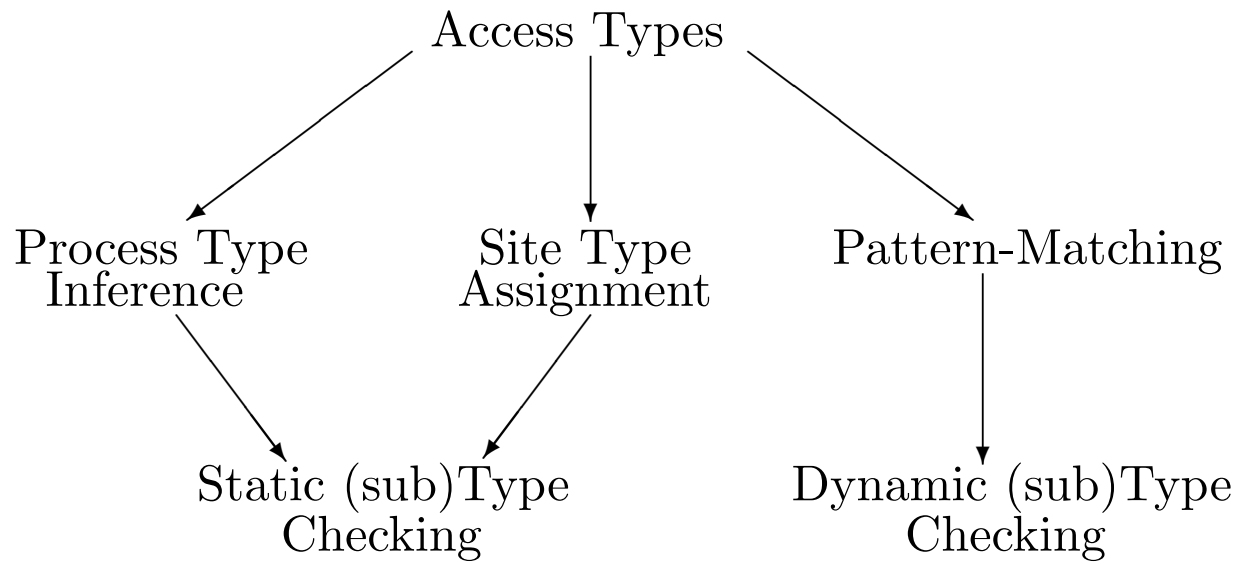 Access Types
Process Type
Inference
Site Type
Assignment
Pattern-Matching
Static (sub)Type
Checking
Dynamic (sub)Type
Checking